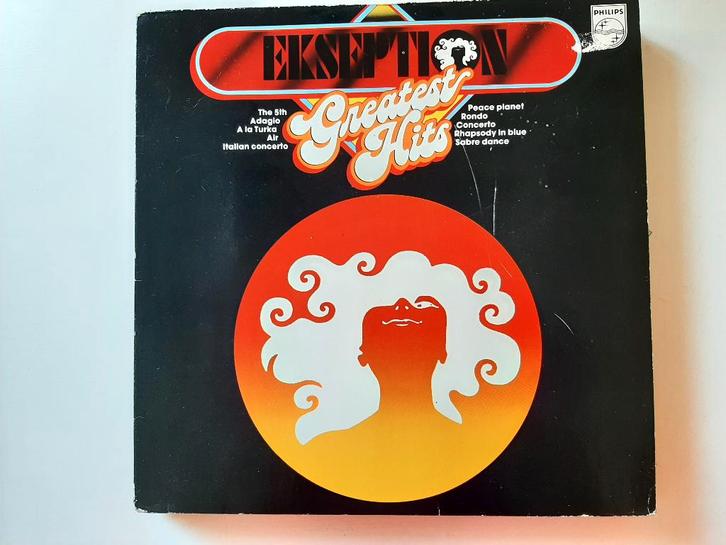 PHILIPS
EKSEPTION
Greatest
Hits
The 5th
Adagio
A la Turka
Air
Italian concerto
Peace planet
Rondo
Concerto
Rhapsody in blue
Sabre dance